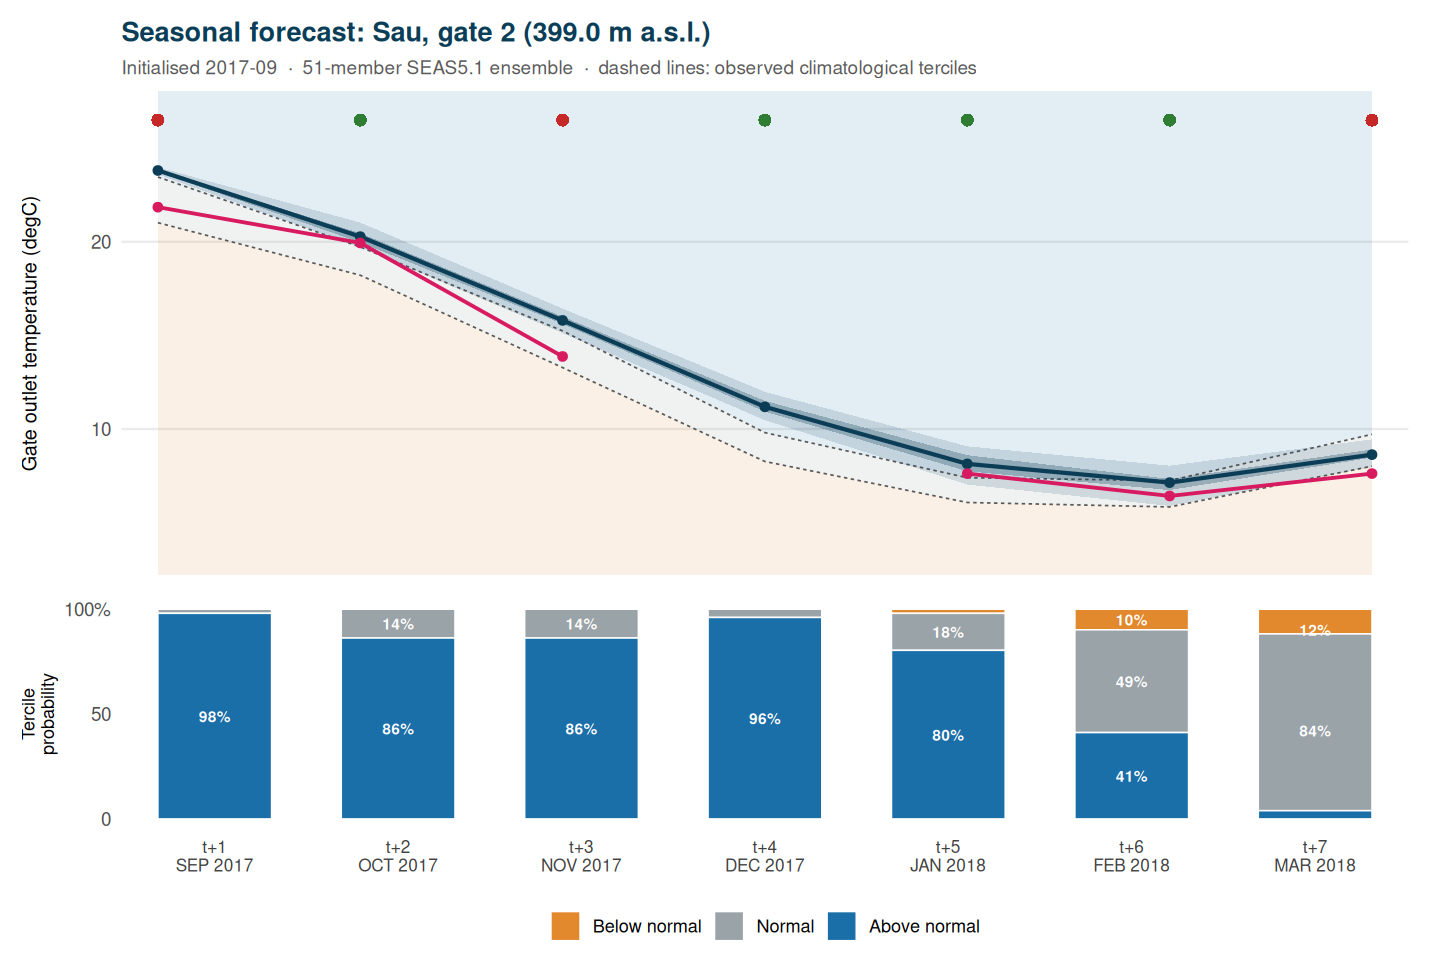 Seasonal forecast: Sau, gate 2 (399.0 m a.s.l.)
Initialised 2017-09 · 51-member SEAS5.1 ensemble · dashed lines: observed climatological terciles
Gate outlet temperature (degC)
20
10
Tercile
probability
100%
50
0
98%
14%
86%
14%
86%
96%
18%
80%
10%
49%
41%
12%
84%
t+1
SEP 2017
t+2
OCT 2017
t+3
NOV 2017
t+4
DEC 2017
t+5
JAN 2018
t+6
FEB 2018
t+7
MAR 2018
Below normal
Normal
Above normal